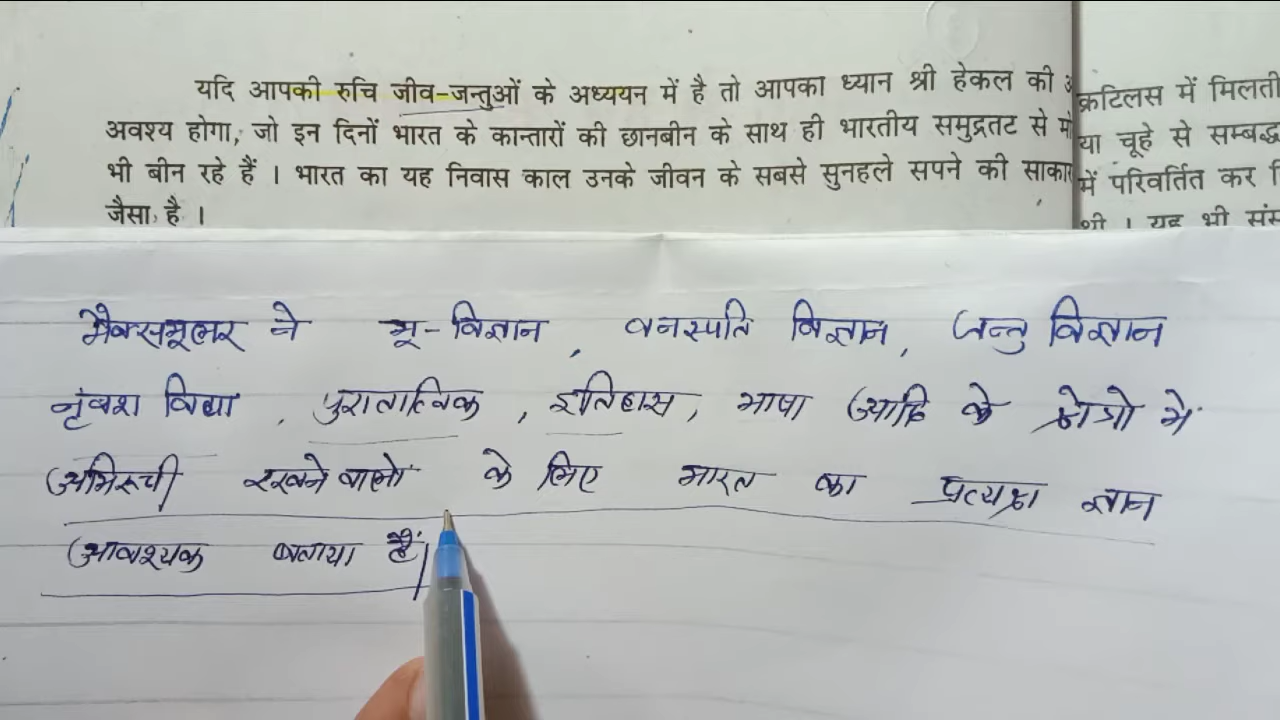 यदि आपकी रुचि जीव-जन्तुओं के अध्ययन में है तो आपका ध्यान श्री हेकल की
अवश्य होगा, जो इन दिनों भारत के कान्तारों की छानबीन के साथ ही भारतीय समुद्रतट से
भी बीन रहे हैं । भारत का यह निवास काल उनके जीवन के सबसे सुनहले सपने की साकार
जैसा है ।
क्रटिलस में मिलती
या चूहे से सम्बद्ध
में परिवर्तित कर
थी । यह भी
मैक्समूलर ने भू-विज्ञान, वनस्पति विज्ञान, जन्तु विज्ञान
नृवंश विद्या, पुरातात्विक, इतिहास, भाषा आदि के क्षेत्रो मे
अभिरूची रखने वालो के लिए भारत का प्रत्यक्ष ज्ञान
आवश्यक बताया हैं।